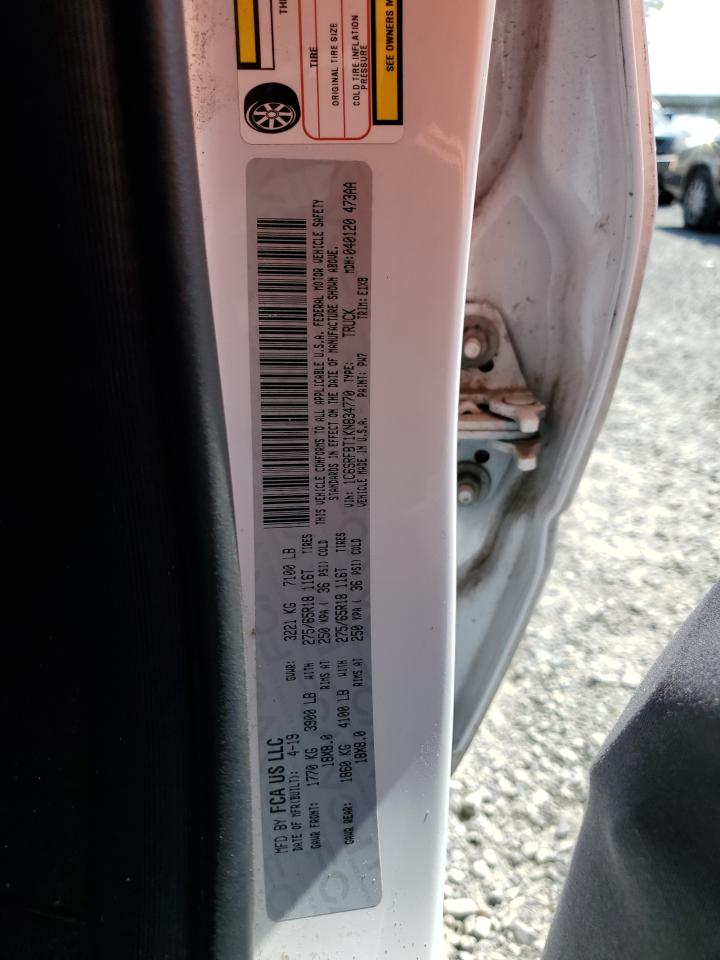 TIRE
ORIGINAL TIRE SIZE
COLD TIRE INFLATION
PRESSURE
SEE OWNERS M
MFD BY FCA US LLC
DATE OF MFR(BUILT): 4-19 GVWR: 3221 KG 7100 LB
GAWR FRONT: 1770 KG 3900 LB WITH 275/65R18 116T TIRES
18X8.0 RIMS AT 250 KPA ( 36 PSI) COLD
GAWR REAR: 1860 KG 4100 LB WITH 275/65R18 116T TIRES
18X8.0 RIMS AT 250 KPA ( 36 PSI) COLD
THIS VEHICLE CONFORMS TO ALL APPLICABLE U.S.A. FEDERAL MOTOR VEHICLE SAFETY
STANDARDS IN EFFECT ON THE DATE OF MANUFACTURE SHOWN ABOVE.
VIN: 1C6SRFBT1KN834770 TYPE: TRUCK MDH:040120 473AA
VEHICLE MADE IN U.S.A. PAINT: PW7 TRIM: E1X8